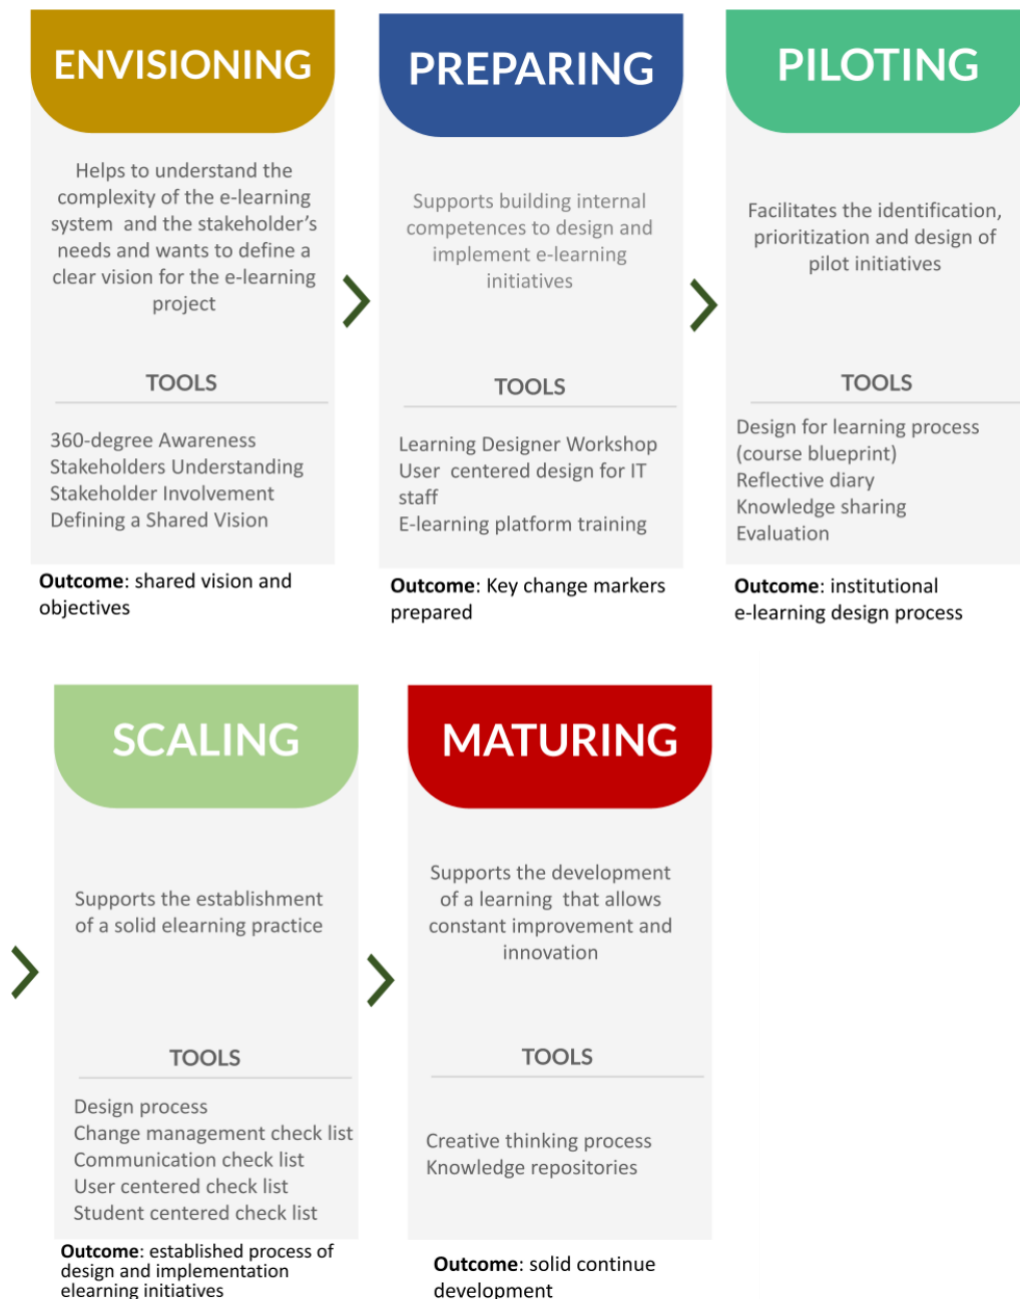 ENVISIONING
Helps to understand the
complexity of the e-learning
system and the stakeholder's
needs and wants to define a
clear vision for the e-learning
project
TOOLS
360-degree Awareness
Stakeholders Understanding
Stakeholder Involvement
Defining a Shared Vision
Outcome: shared vision and
objectives
PREPARING
Supports building internal
competences to design and
implement e-learning
initiatives
TOOLS
Learning Designer Workshop
User centered design for IT
staff
E-learning platform training
Outcome: Key change markers
prepared
PILOTING
Facilitates the identification,
prioritization and design of
pilot initiatives
TOOLS
Design for learning process
(course blueprint)
Reflective diary
Knowledge sharing
Evaluation
Outcome: institutional
e-learning design process
SCALING
Supports the establishment
of a solid elearning practice
TOOLS
Design process
Change management check list
Communication check list
User centered check list
Student centered check list
Outcome: established process of
design and implementation
elearning initiatives
MATURING
Supports the development
of a learning that allows
constant improvement and
innovation
TOOLS
Creative thinking process
Knowledge repositories
Outcome: solid continue
development